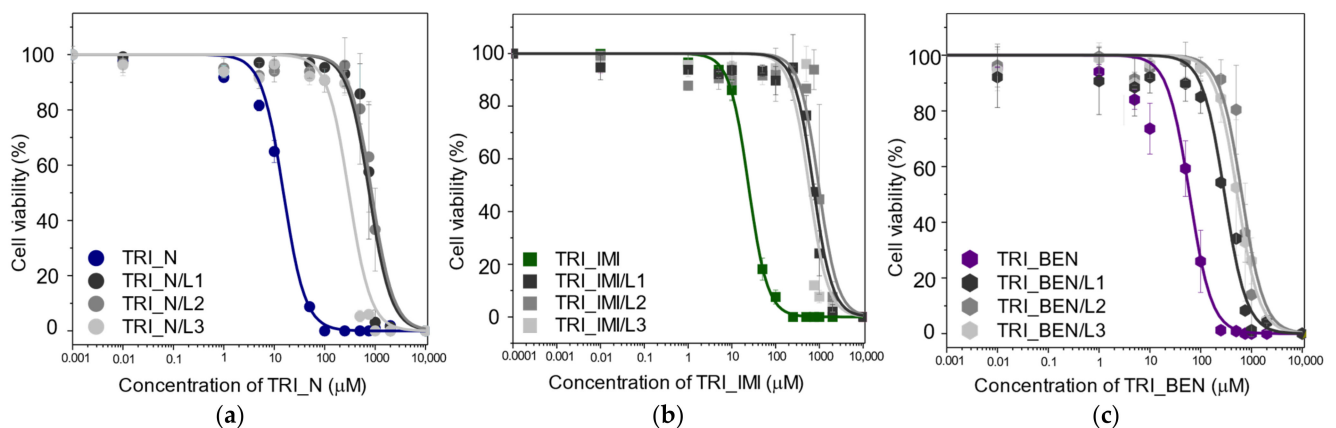 100
80
60
40
20
0
Cell viability (%)
TRI_N
TRI_N/L1
TRI_N/L2
TRI_N/L3
0.001 0.01 0.1 1 10 100 1000 10,000
Concentration of TRI_N (μM)
(a)
100
80
60
40
20
0
Cell viability (%)
TRI_IMI
TRI_IMI/L1
TRI_IMI/L2
TRI_IMI/L3
0.0001 0.001 0.01 0.1 1 10 100 1000 10,000
Concentration of TRI_IMI (μM)
(b)
100
80
60
40
20
0
Cell viability (%)
TRI_BEN
TRI_BEN/L1
TRI_BEN/L2
TRI_BEN/L3
0.001 0.01 0.1 1 10 100 1000 10,000
Concentration of TRI_BEN (μM)
(c)